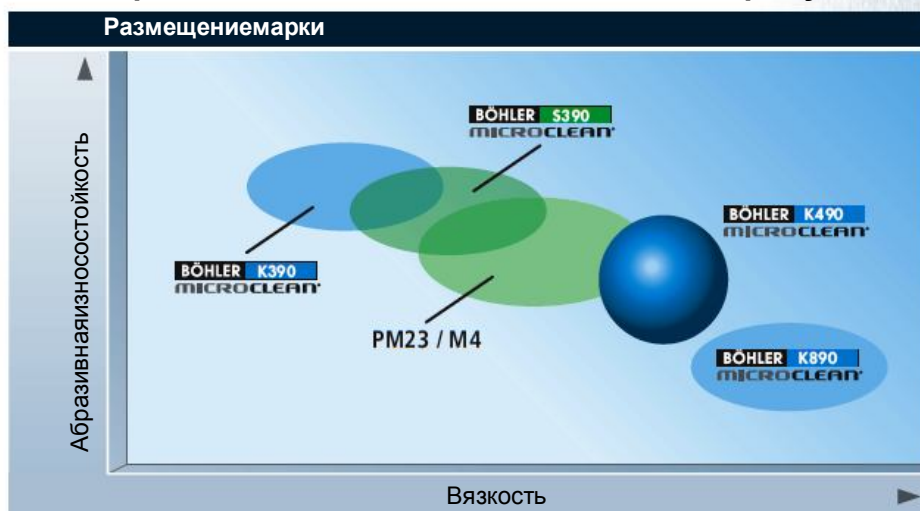 Размещениемарки
Абразивнаяизносостойкость
BÖHLER S390
MICROCLEAN®
BÖHLER K490
MICROCLEAN®
BÖHLER K390
MICROCLEAN®
PM23 / M4
BÖHLER K890
MICROCLEAN®
Вязкость